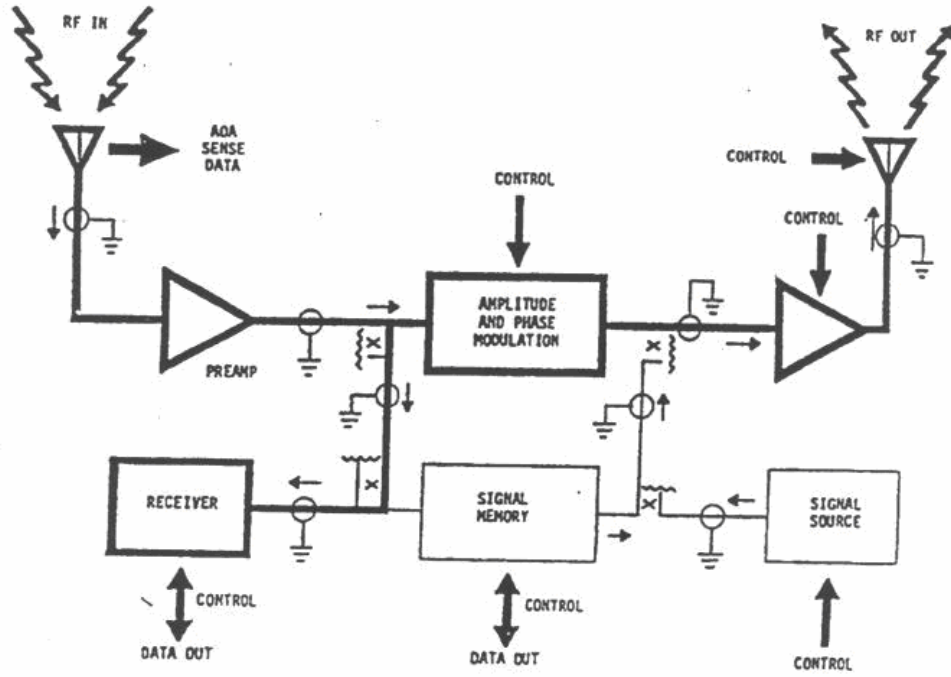 RF IN
RF OUT
AOA
SENSE
DATA
CONTROL
CONTROL
CONTROL
AMPLITUDE
AND PHASE
MODULATION
PREAMP
X
X
RECEIVER
X
SIGNAL
MEMORY
X
SIGNAL
SOURCE
CONTROL
DATA OUT
CONTROL
DATA OUT
CONTROL